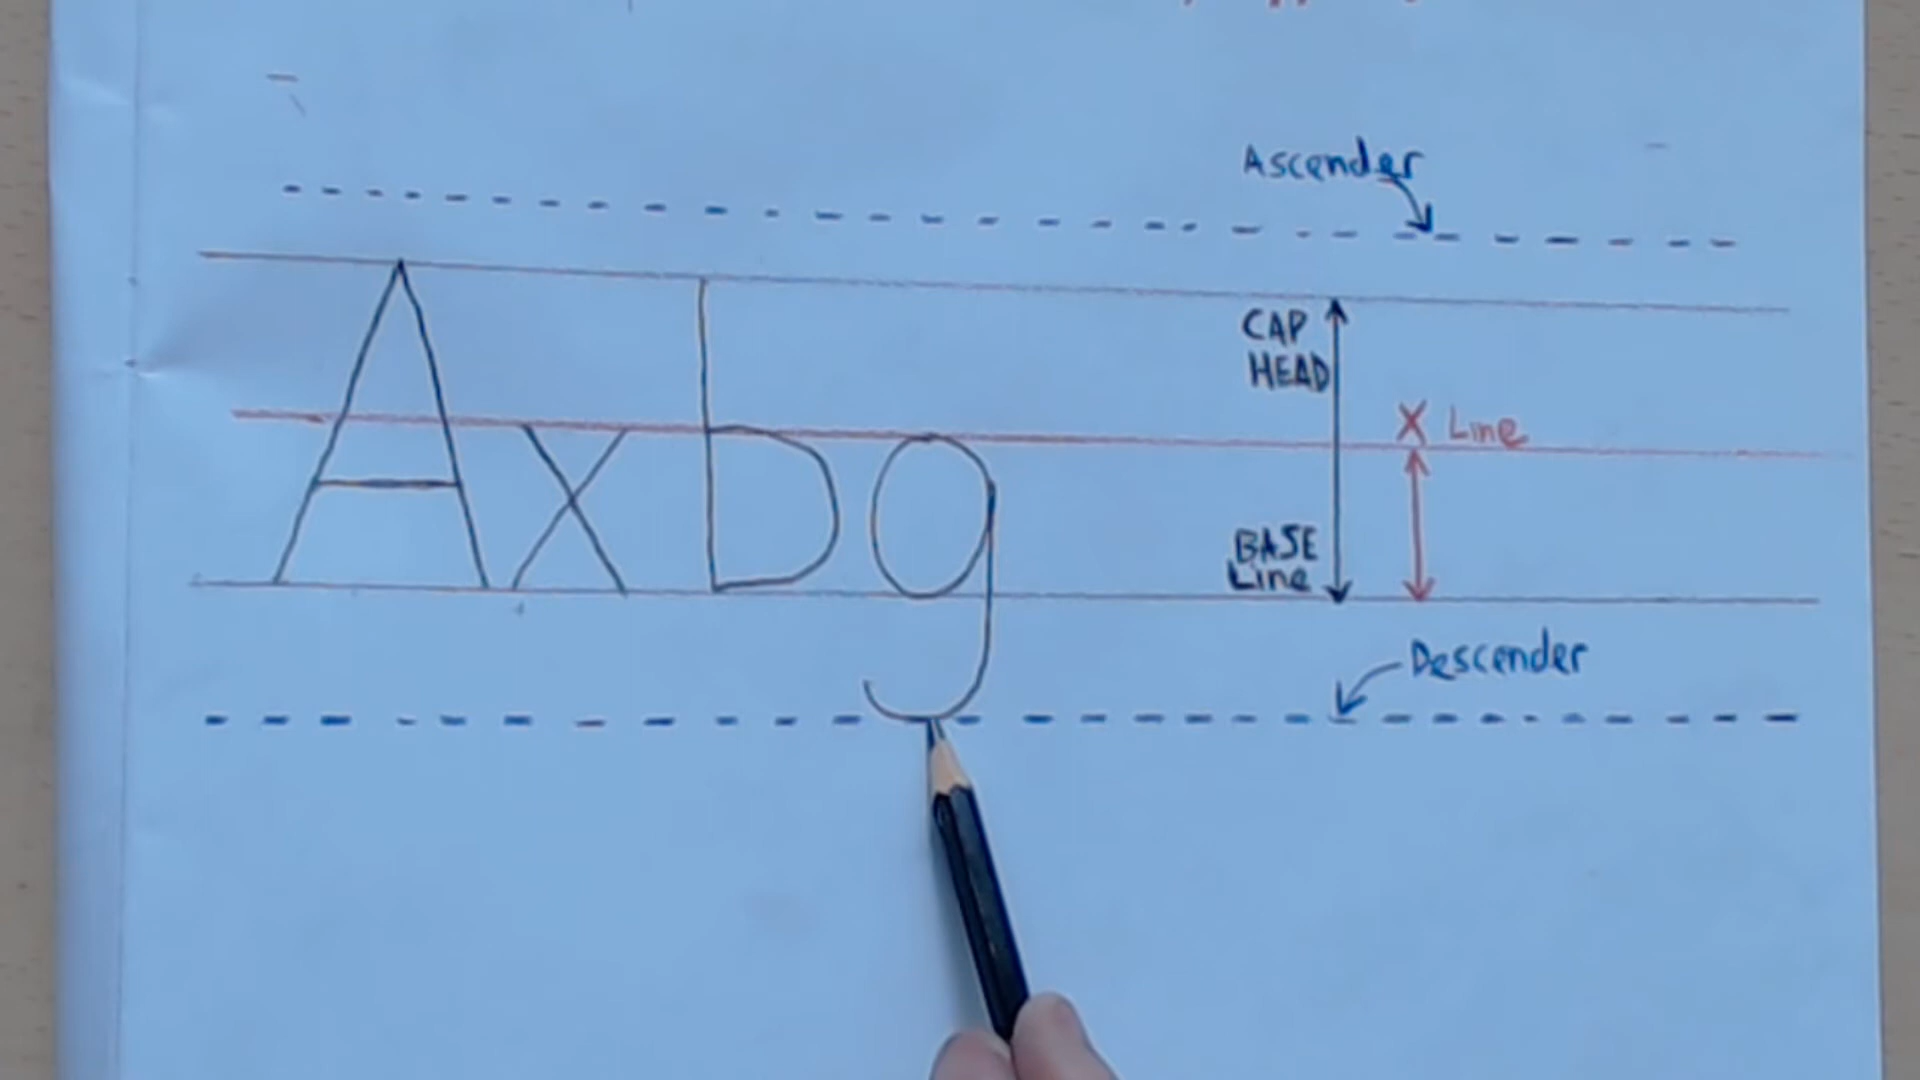 Ascender
CAP
HEAD
X Line
Axbg
BASE
Line
Descender